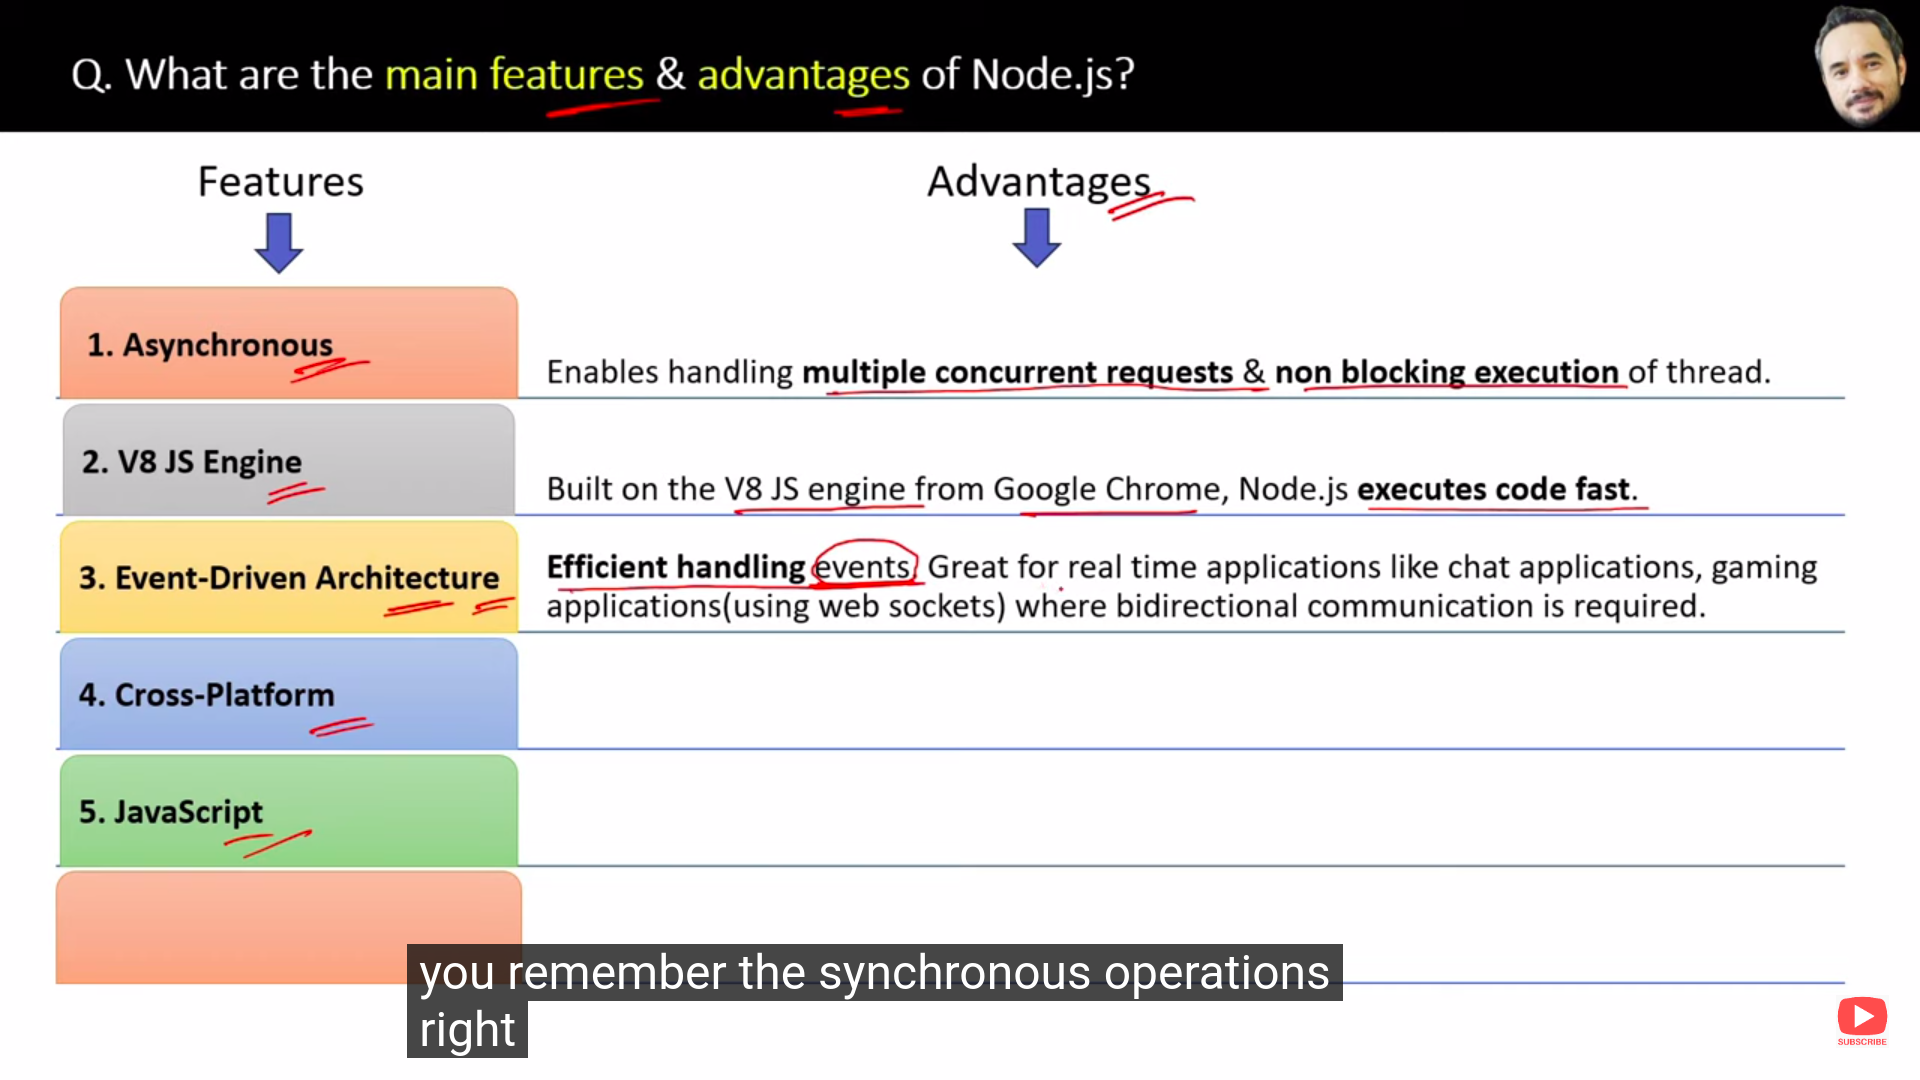 Q. What are the main features & advantages of Node.js?
Features
Advantages
1. Asynchronous
Enables handling multiple concurrent requests & non blocking execution of thread.
2. V8 JS Engine
Built on the V8 JS engine from Google Chrome, Node.js executes code fast.
3. Event-Driven Architecture
Efficient handling events. Great for real time applications like chat applications, gaming
applications(using web sockets) where bidirectional communication is required.
4. Cross-Platform
5. JavaScript
you remember the synchronous operations
right
SUBSCRIBE